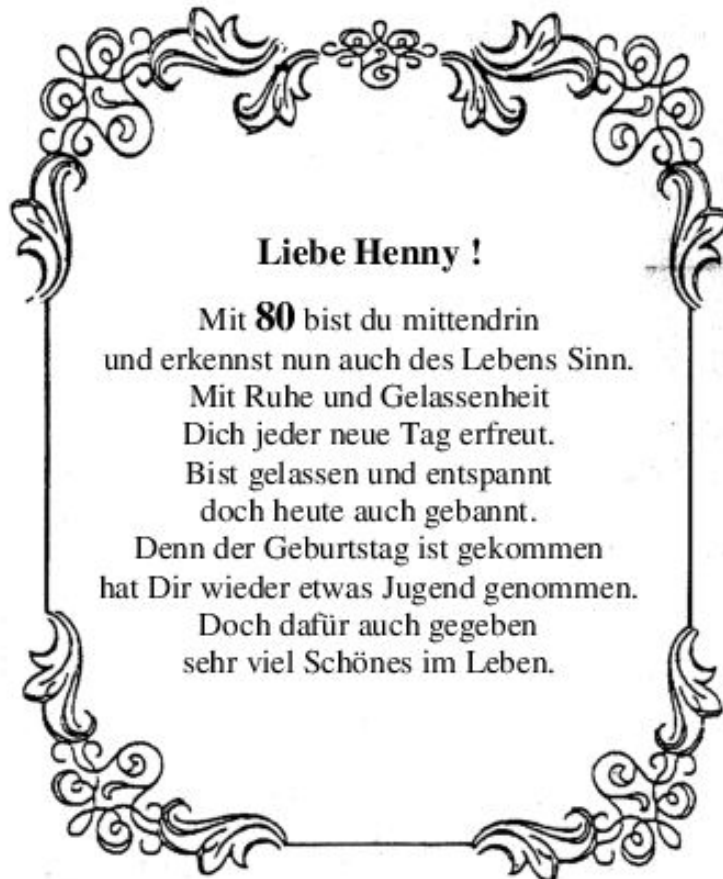 Liebe Henny !
Mit 80 bist du mittendrin
und erkennst nun auch des Lebens Sinn.
Mit Ruhe und Gelassenheit
Dich jeder neue Tag erfreut.
Bist gelassen und entspannt
doch heute auch gebannt.
Denn der Geburtstag ist gekommen
hat Dir wieder etwas Jugend genommen.
Doch dafür auch gegeben
sehr viel Schönes im Leben.